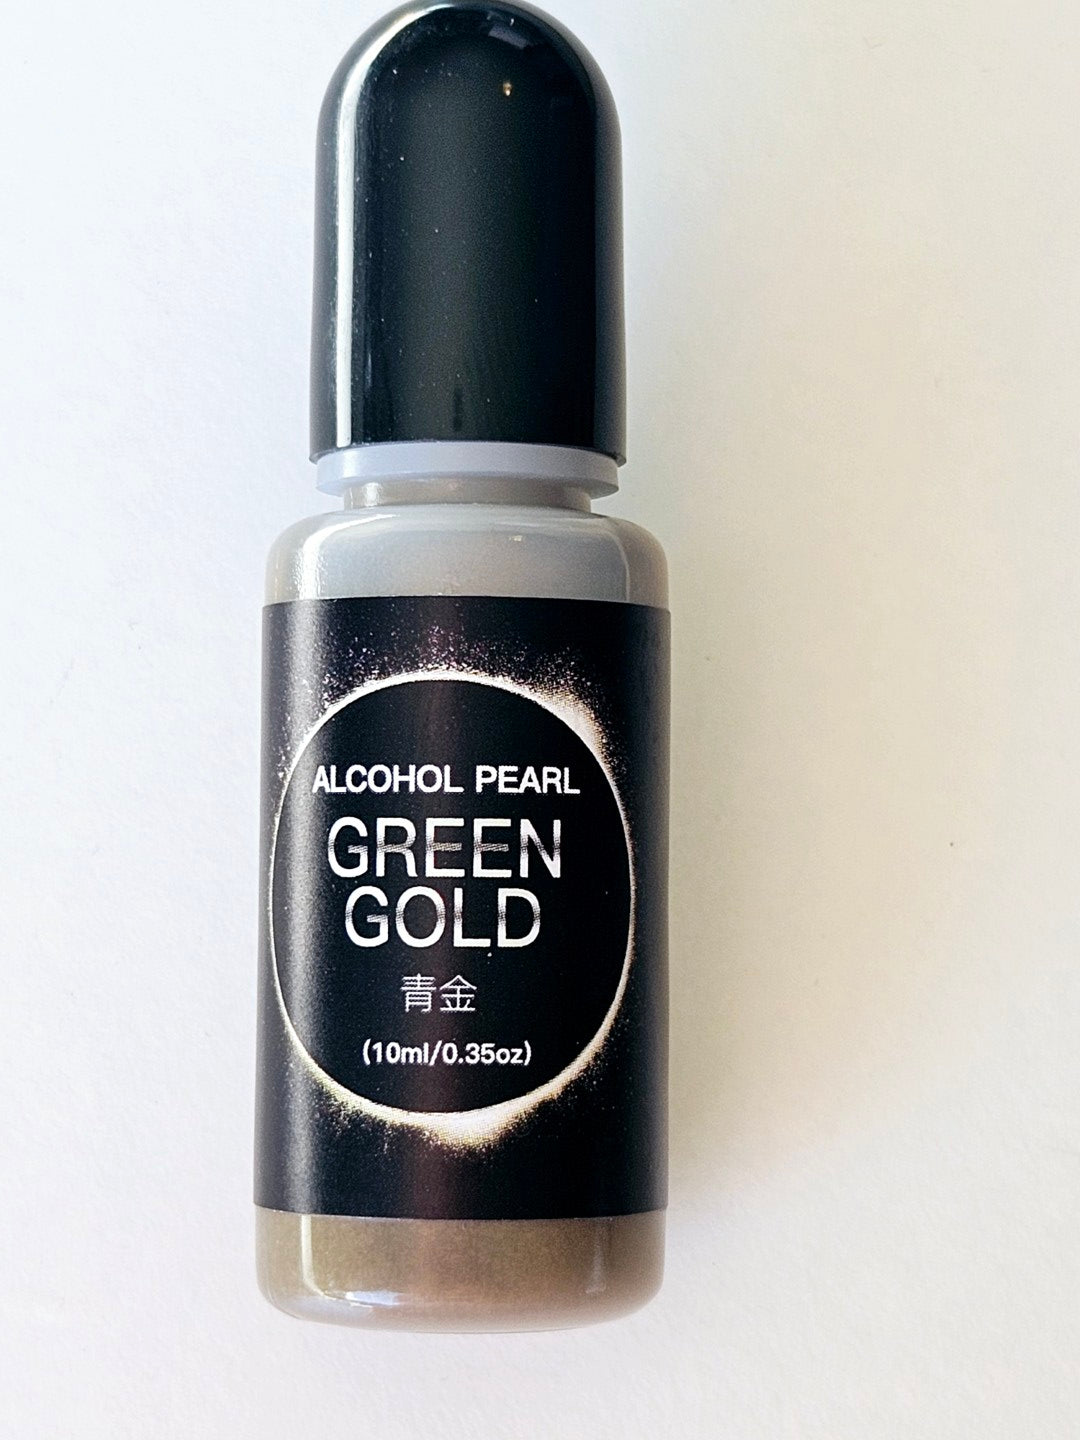 ALCOHOL PEARL
GREEN
GOLD
青金
(10ml/0.35oz)